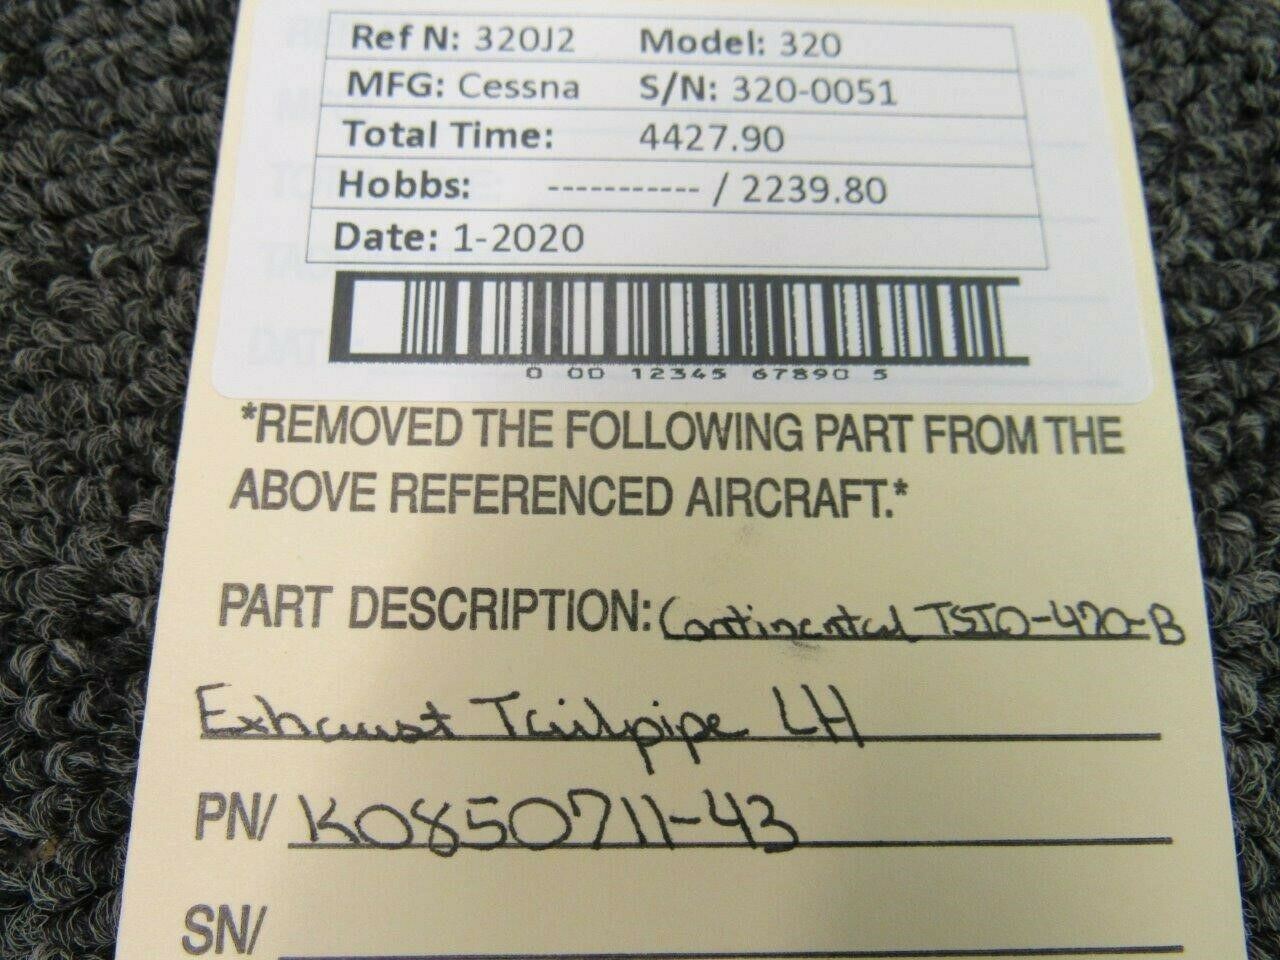 Ref N: 320J2 Model: 320
MFG: Cessna S/N: 320-0051
Total Time: 4427.90
Hobbs: ----------- / 2239.80
Date: 1-2020
0 00 12345 67890 5
*REMOVED THE FOLLOWING PART FROM THE
ABOVE REFERENCED AIRCRAFT.*
PART DESCRIPTION: Continental TSIO-470-B
Exhaust Tailpipe LH
PN/ K0850711-43
SN/